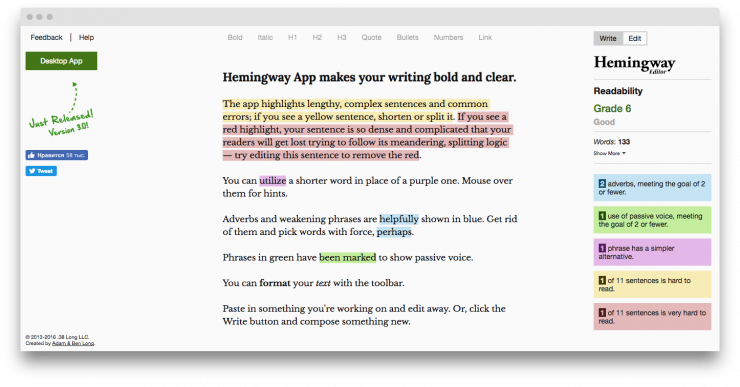 Feedback | Help
Bold Italic H1 H2 H3 Quote Bullets Numbers Link
Write Edit
Desktop App
Just Released!
Version 3.0!
Нравится 58 тыс.
Tweet
© 2013-2016 .38 Long LLC.
Created by Adam & Ben Long.
Hemingway App makes your writing bold and clear.
The app highlights lengthy, complex sentences and common
errors; if you see a yellow sentence, shorten or split it. If you see a
red highlight, your sentence is so dense and complicated that your
readers will get lost trying to follow its meandering, splitting logic
— try editing this sentence to remove the red.
You can utilize a shorter word in place of a purple one. Mouse over
them for hints.
Adverbs and weakening phrases are helpfully shown in blue. Get rid
of them and pick words with force, perhaps.
Phrases in green have been marked to show passive voice.
You can format your text with the toolbar.
Paste in something you're working on and edit away. Or, click the
Write button and compose something new.
Hemingway
Editor
Readability
Grade 6
Good
Words: 133
Show More
2 adverbs, meeting the goal of 2
or fewer.
1 use of passive voice, meeting
the goal of 2 or fewer.
1 phrase has a simpler
alternative.
1 of 11 sentences is hard to
read.
1 of 11 sentences is very hard to
read.